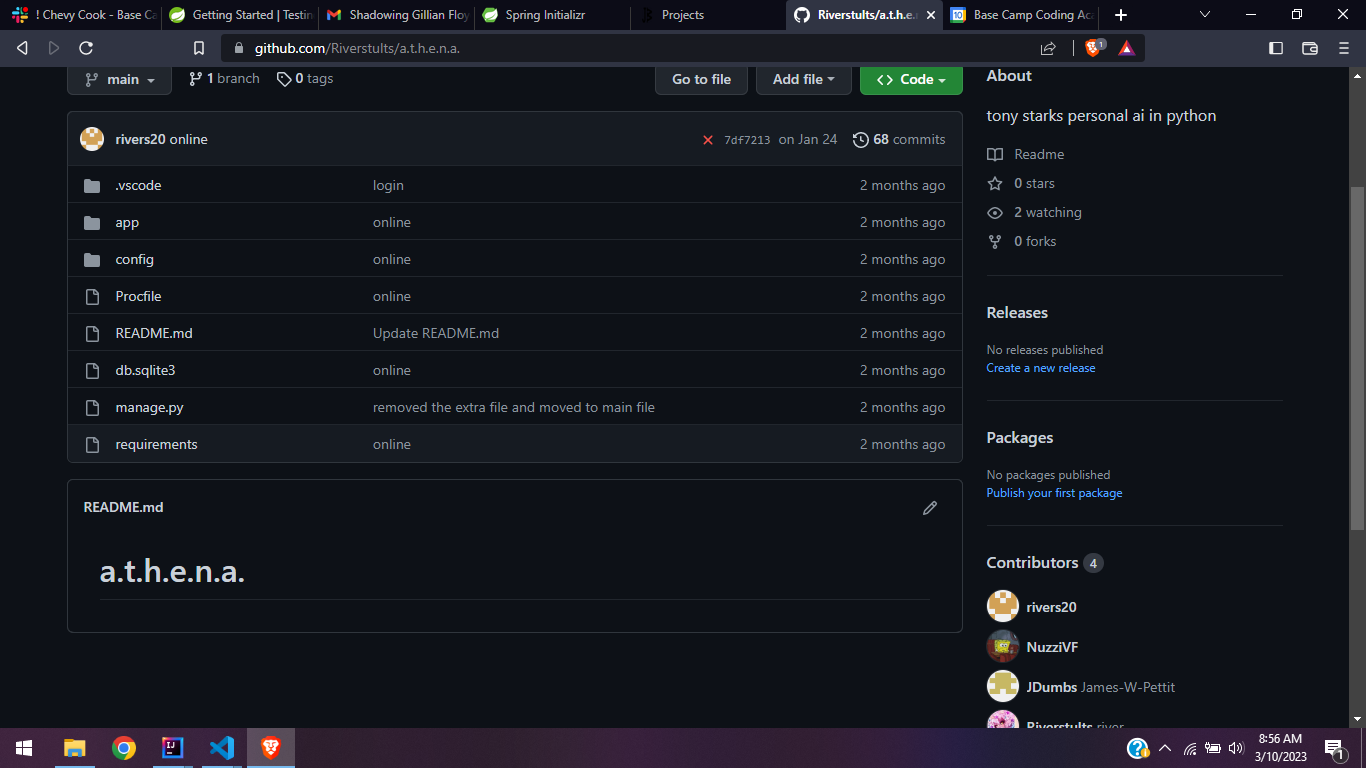 ! Chevy Cook - Base Ca
Getting Started | Testin
Shadowing Gillian Floy
Spring Initializr
Projects
Riverstults/a.t.h.e.
Base Camp Coding Aca
github.com/Riverstults/a.t.h.e.n.a.
1
main
1 branch
0 tags
Go to file
Add file
<> Code
About
tony starks personal ai in python
rivers20 online
7df7213 on Jan 24
68 commits
Readme
.vscode login 2 months ago
0 stars
app online 2 months ago
2 watching
config online 2 months ago
0 forks
Procfile online 2 months ago
README.md Update README.md 2 months ago
db.sqlite3 online 2 months ago
manage.py removed the extra file and moved to main file 2 months ago
requirements online 2 months ago
Releases
No releases published
Create a new release
Packages
No packages published
Publish your first package
README.md
a.t.h.e.n.a.
Contributors 4
rivers20
NuzziVF
JDumbs James-W-Pettit
Riverstults river
8:56 AM
3/10/2023
1